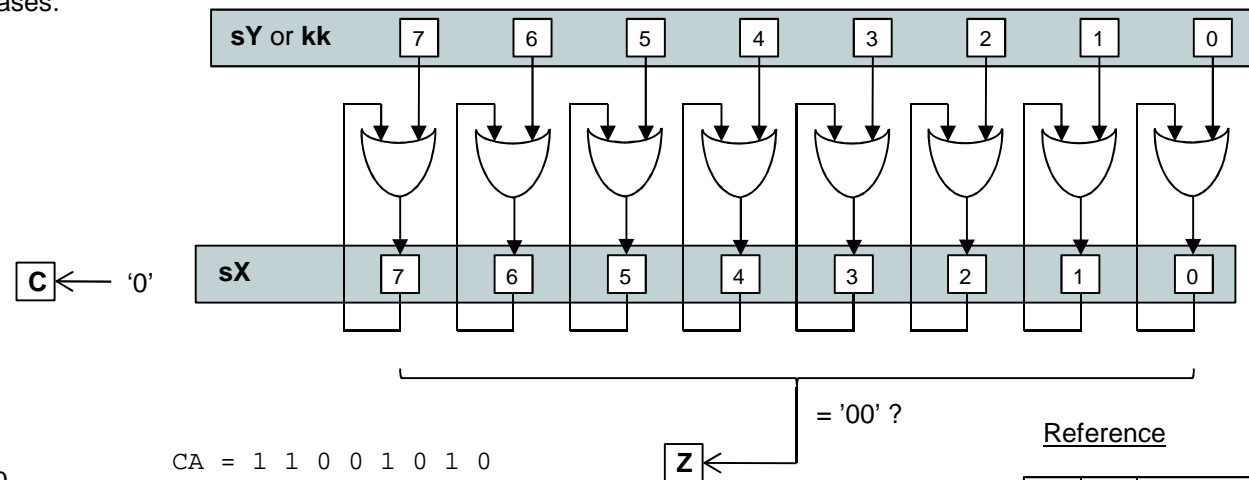 ases.
sY or kk 7 6 5 4 3 2 1 0
C '0' sX 7 6 5 4 3 2 1 0
= '00' ?
Reference
CA = 1 1 0 0 1 0 1 0
Z